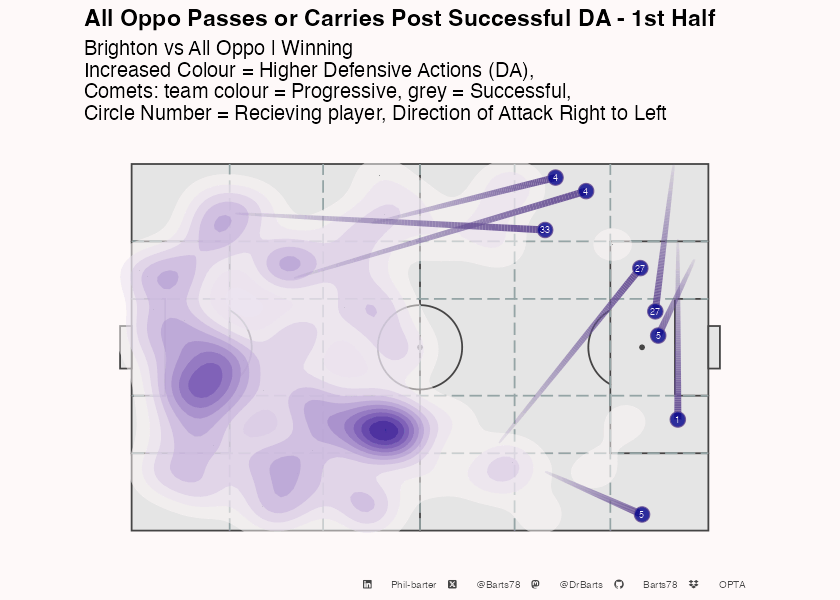 All Oppo Passes or Carries Post Successful DA - 1st Half
Brighton vs All Oppo | Winning
Increased Colour = Higher Defensive Actions (DA),
Comets: team colour = Progressive, grey = Successful,
Circle Number = Recieving player, Direction of Attack Right to Left
4
4
33
27
27
5
1
5
Phil-barter @Barts78 @DrBarts Barts78 OPTA